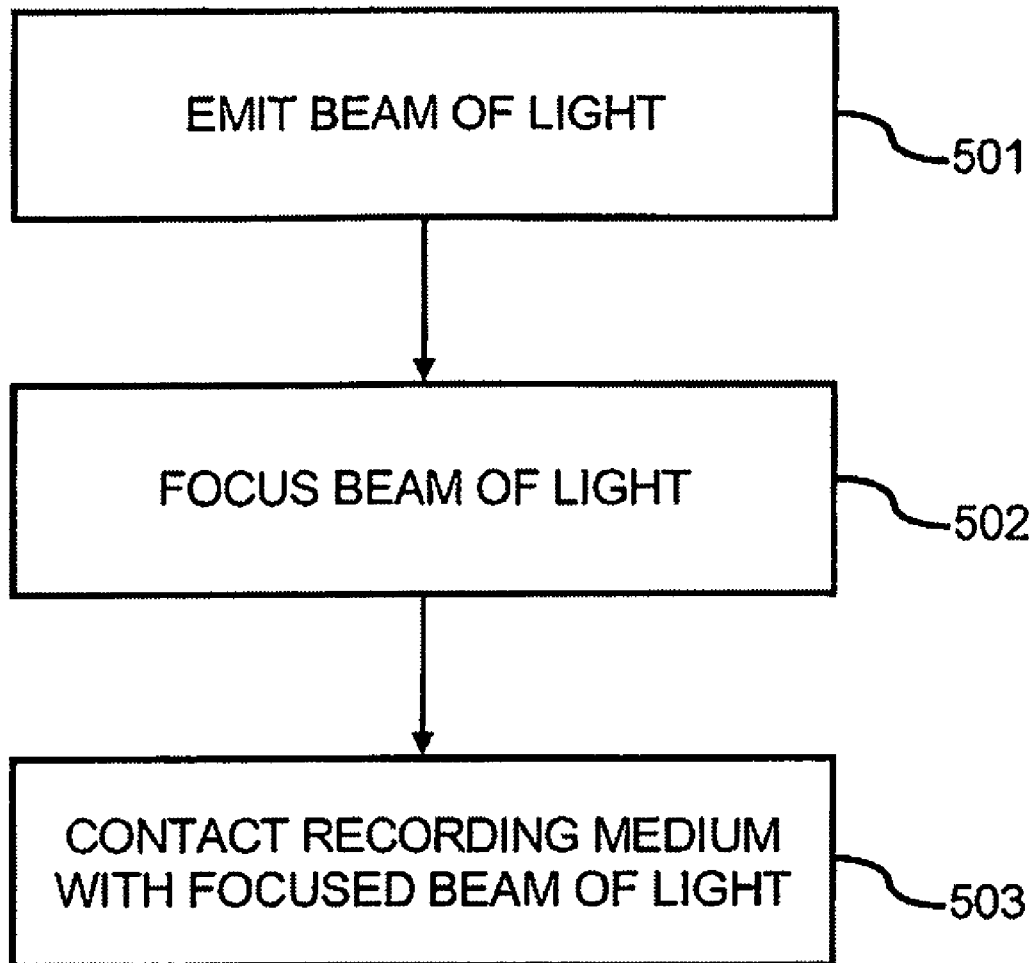 EMIT BEAM OF LIGHT
501
FOCUS BEAM OF LIGHT
502
CONTACT RECORDING MEDIUM
WITH FOCUSED BEAM OF LIGHT
503